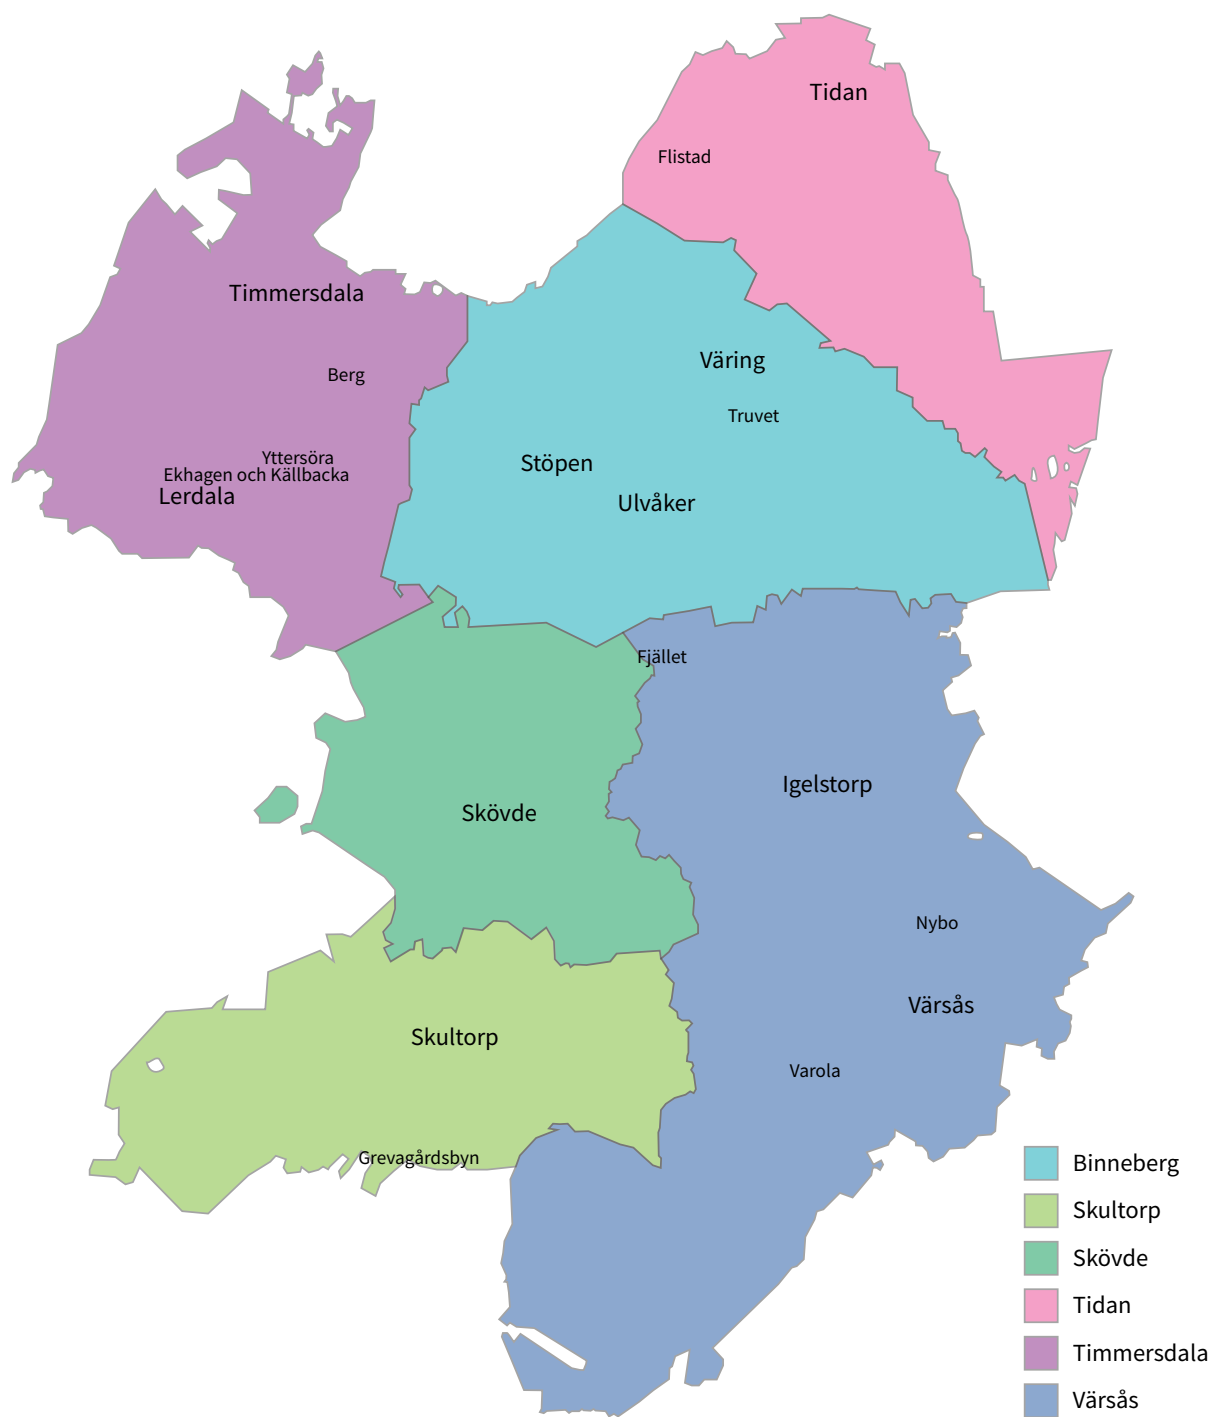 Tidan
Flistad
Timmersdala
Väring
Berg
Truvet
Yttersöra
Stöpen
Ekhagen och Källbacka
Lerdala
Ulvåker
Fjället
Igelstorp
Skövde
Nybo
Värsås
Skultorp
Varola
Grevagårdsbyn
Binneberg
Skultorp
Skövde
Tidan
Timmersdala
Värsås